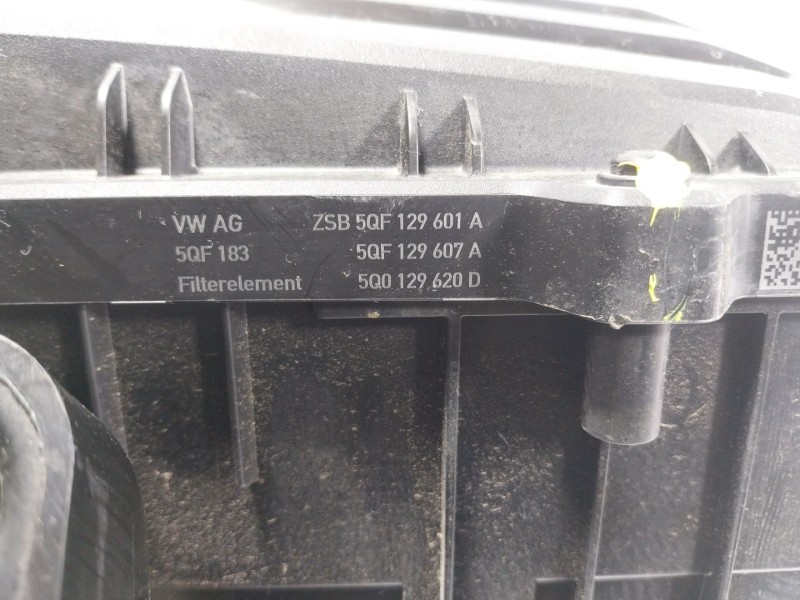 VW AG ZSB 5QF 129 601 A
5QF 183 5QF 129 607 A
Filterelement 5Q0 129 620 D